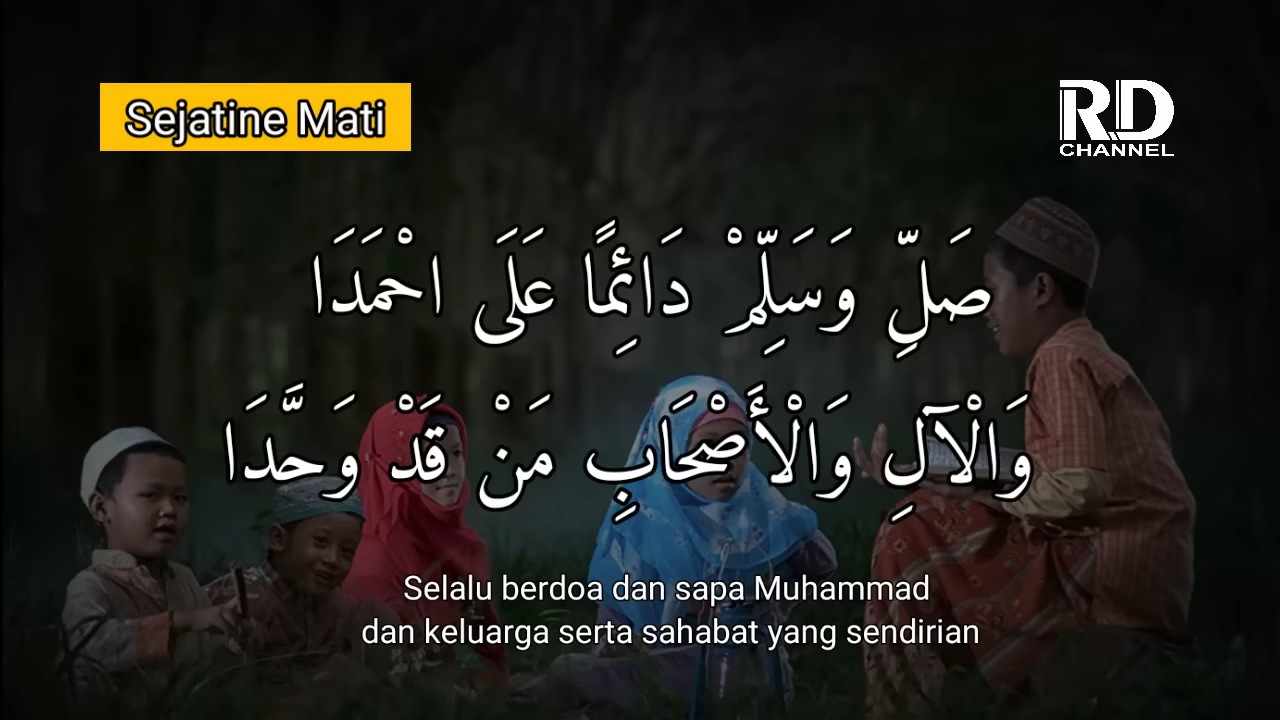 Sejatine Mati
RD
CHANNEL
صَلِّ وَسَلِّمْ دَائِمًا عَلَى احْمَدَا
وَالْآلِ وَالْأَصْحَابِ مَنْ قَدْ وَحَّدَا
Selalu berdoa dan sapa Muhammad
dan keluarga serta sahabat yang sendirian